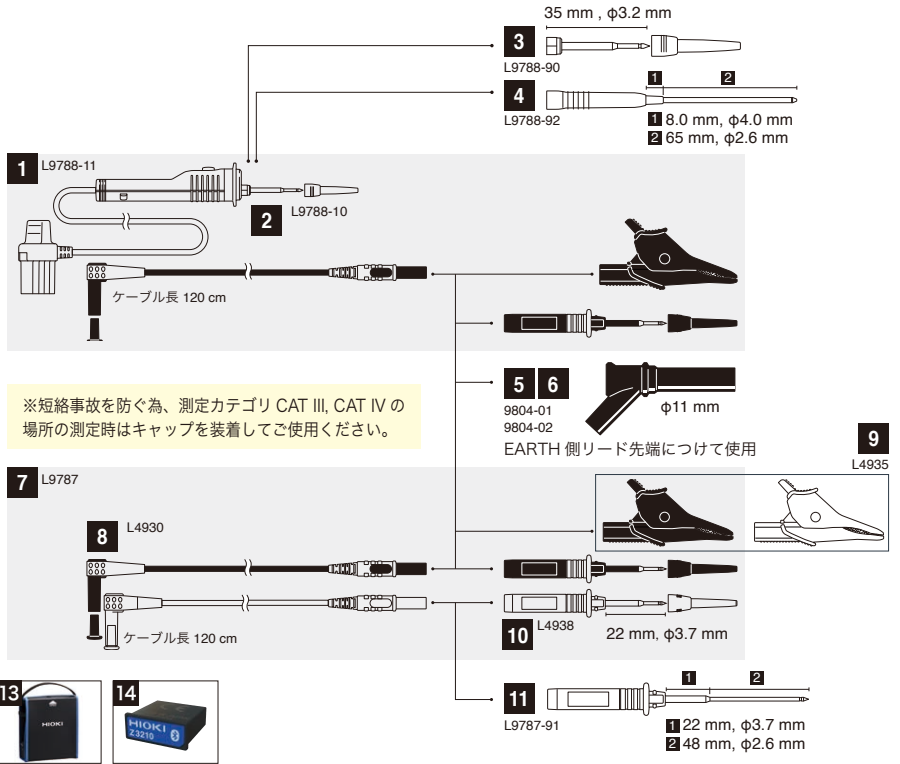 35 mm , φ3.2 mm
3
L9788-90
4
L9788-92
1
2
1 8.0 mm, φ4.0 mm
2 65 mm, φ2.6 mm
1
L9788-11
2
L9788-10
ケーブル長 120 cm
5 6
9804-01
9804-02
φ11 mm
EARTH 側リード先端につけて使用
※短絡事故を防ぐ為、測定カテゴリ CAT III, CAT IV の
場所の測定時はキャップを装着してご使用ください。
9
L4935
7
L9787
8
L4930
ケーブル長 120 cm
10
L4938
22 mm, φ3.7 mm
11
L9787-91
1
2
1 22 mm, φ3.7 mm
2 48 mm, φ2.6 mm
13
HIOKI
14
HIOKI
Z3210